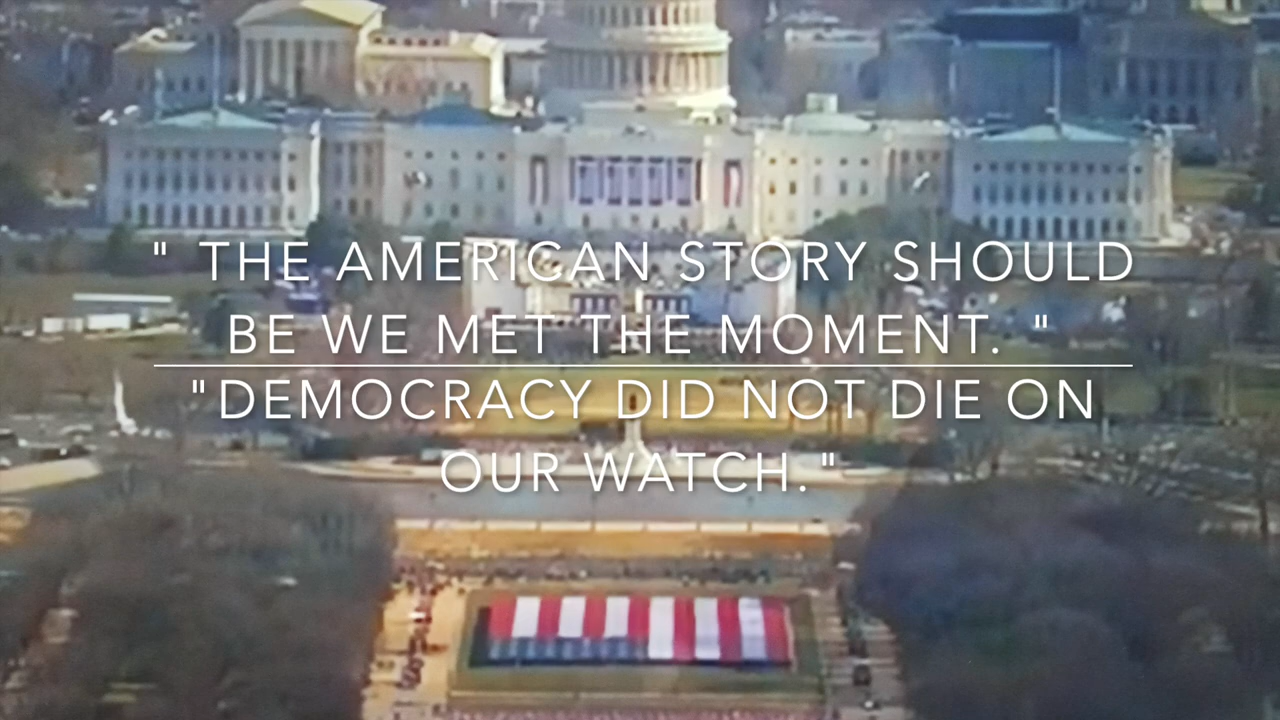 " THE AMERICAN STORY SHOULD
BE WE MET THE MOMENT. "
"DEMOCRACY DID NOT DIE ON
OUR WATCH."